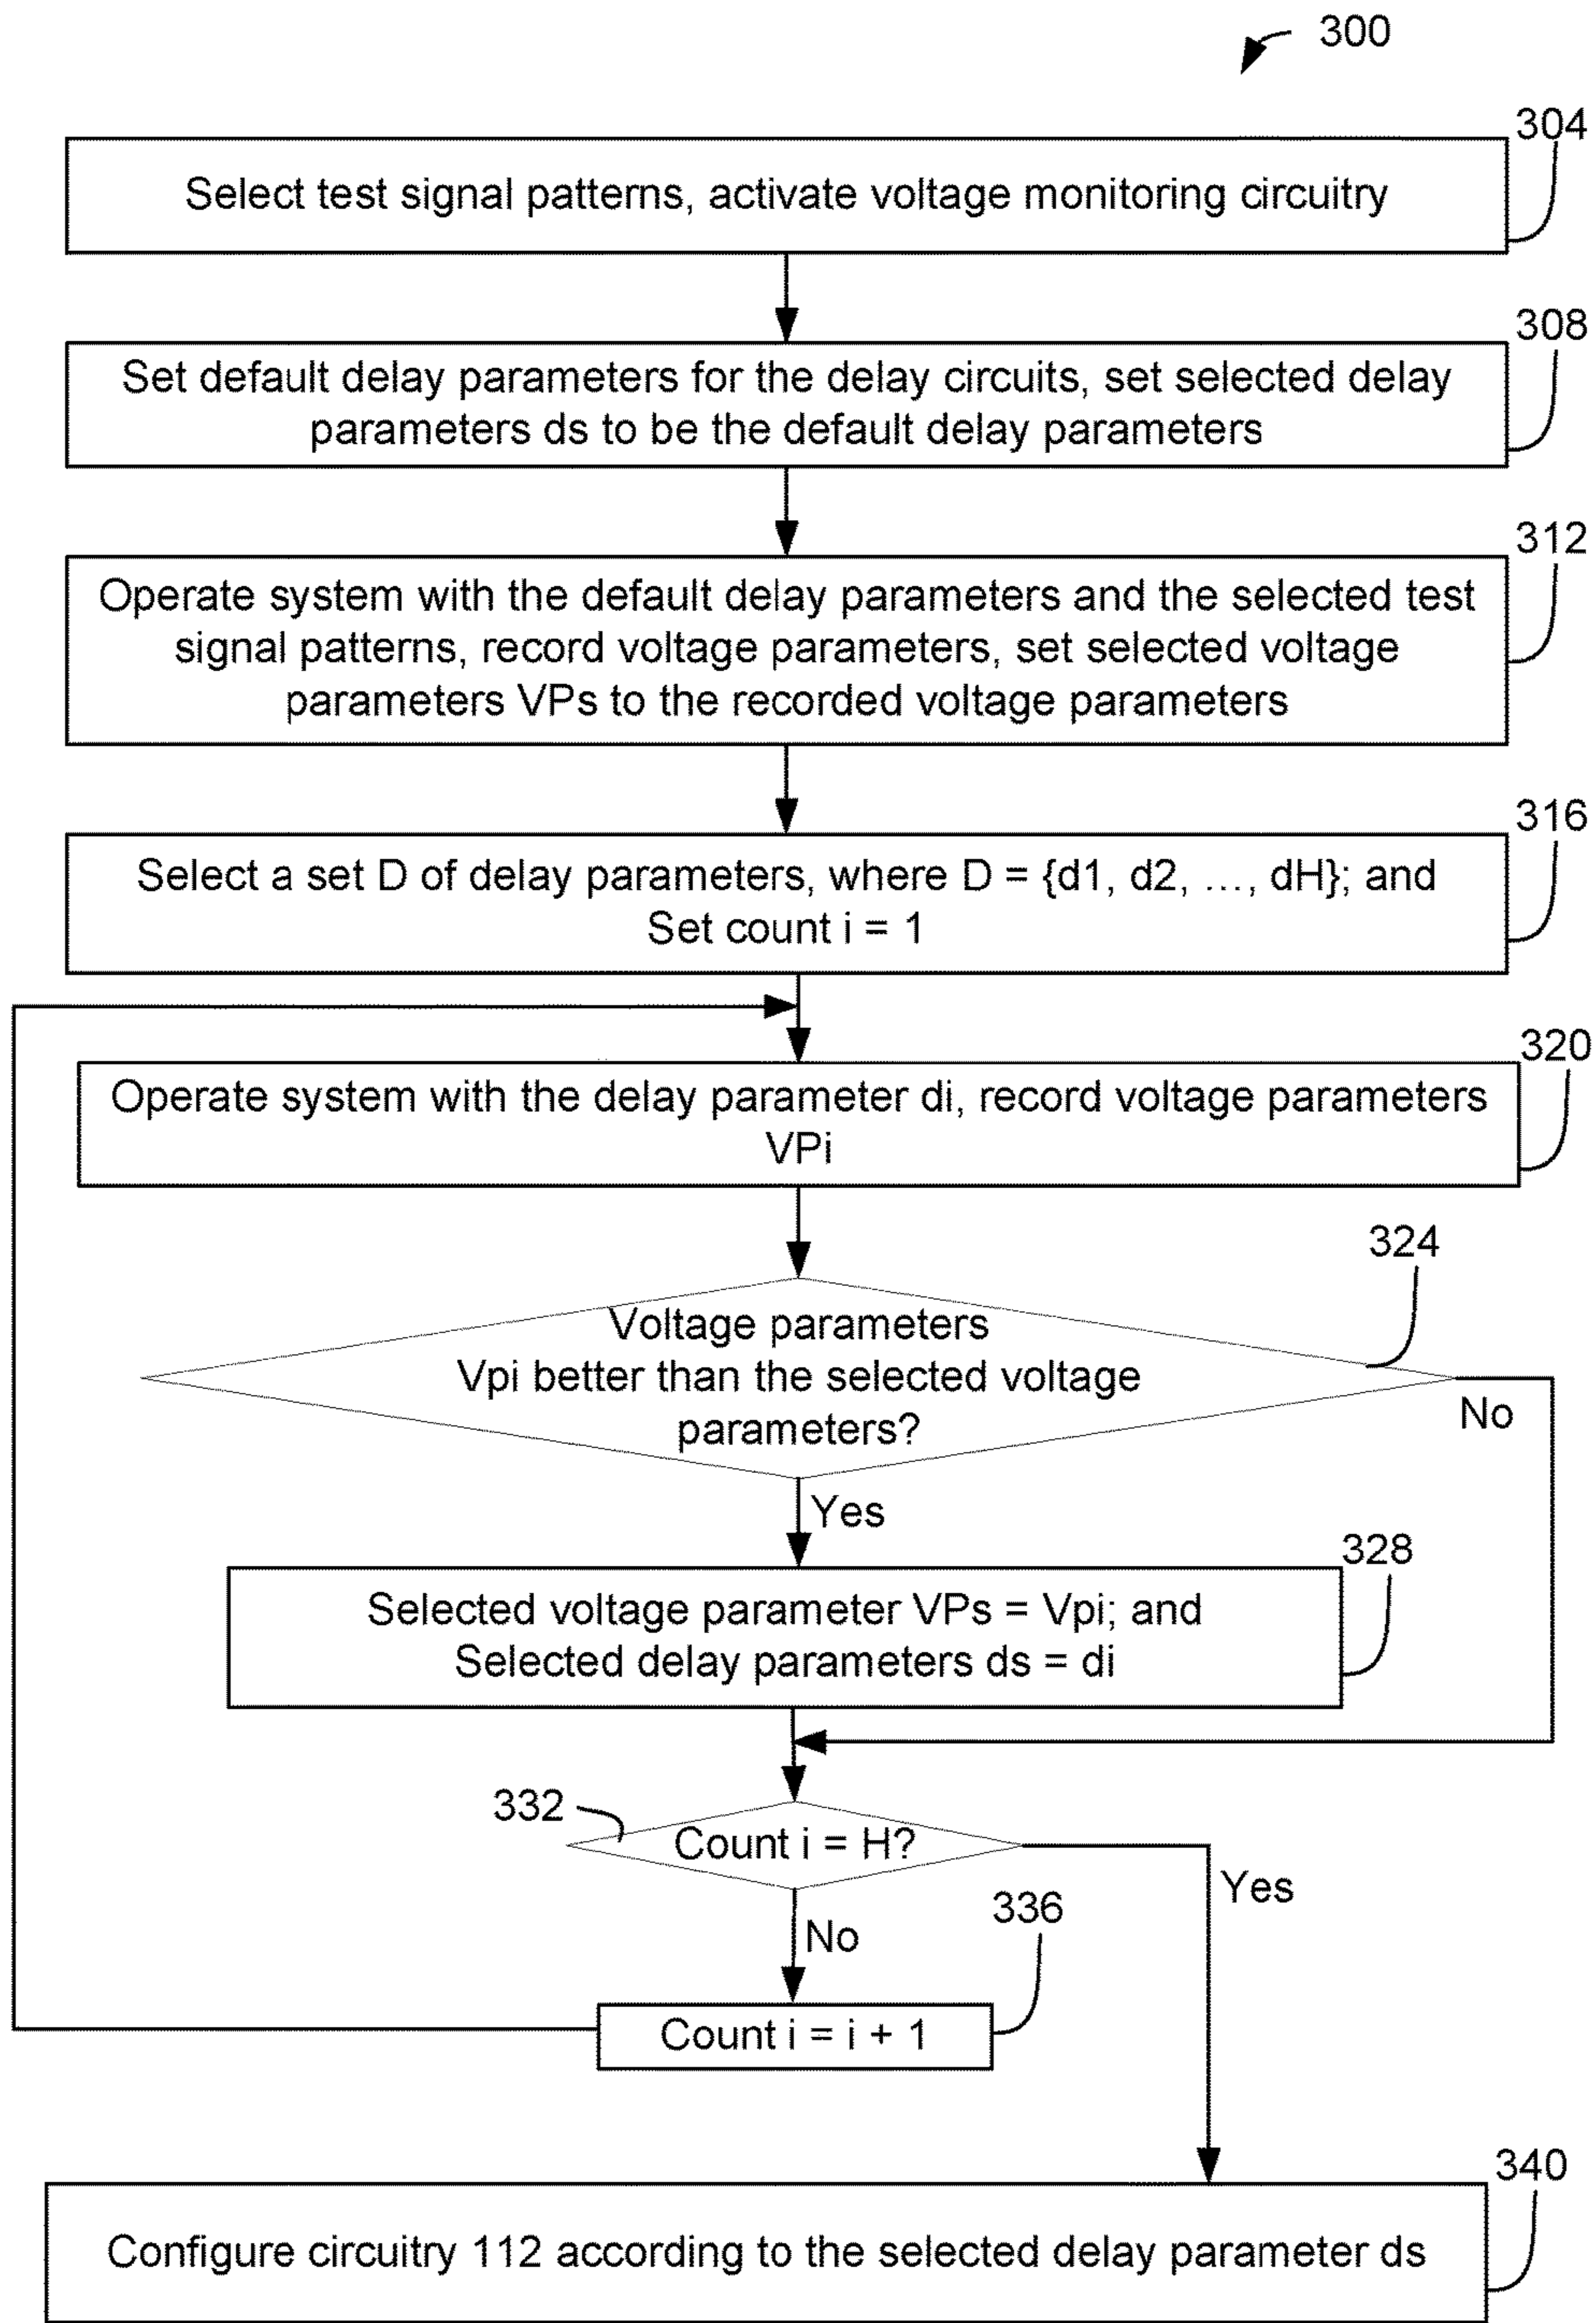 300
304
Select test signal patterns, activate voltage monitoring circuitry
308
Set default delay parameters for the delay circuits, set selected delay
parameters ds to be the default delay parameters
312
Operate system with the default delay parameters and the selected test
signal patterns, record voltage parameters, set selected voltage
parameters VPs to the recorded voltage parameters
316
Select a set D of delay parameters, where D = {d1, d2, …, dH}; and
Set count i = 1
320
Operate system with the delay parameter di, record voltage parameters
VPi
324
Voltage parameters
Vpi better than the selected voltage
parameters?
No
Yes
328
Selected voltage parameter VPs = Vpi; and
Selected delay parameters ds = di
332
Count i = H?
Yes
No
336
Count i = i + 1
340
Configure circuitry 112 according to the selected delay parameter ds